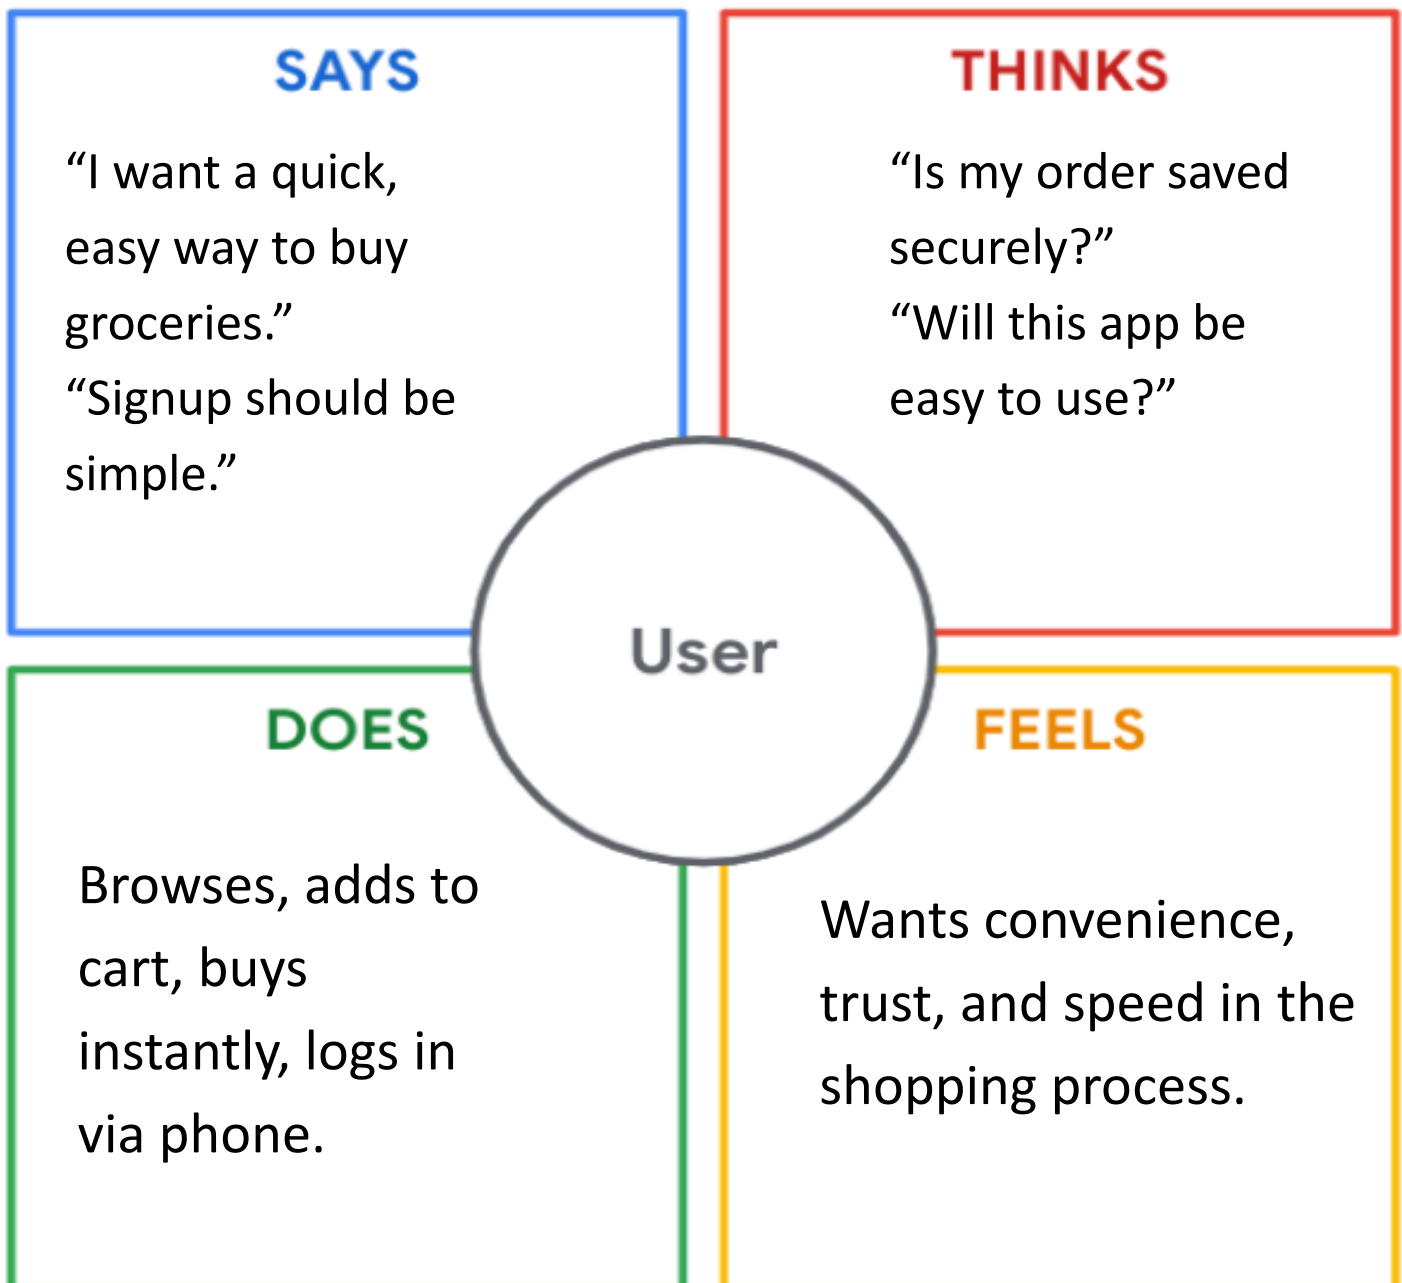 SAYS
“I want a quick,
easy way to buy
groceries.”
“Signup should be
simple.”
THINKS
“Is my order saved
securely?”
“Will this app be
easy to use?”
User
DOES
Browses, adds to
cart, buys
instantly, logs in
via phone.
FEELS
Wants convenience,
trust, and speed in the
shopping process.